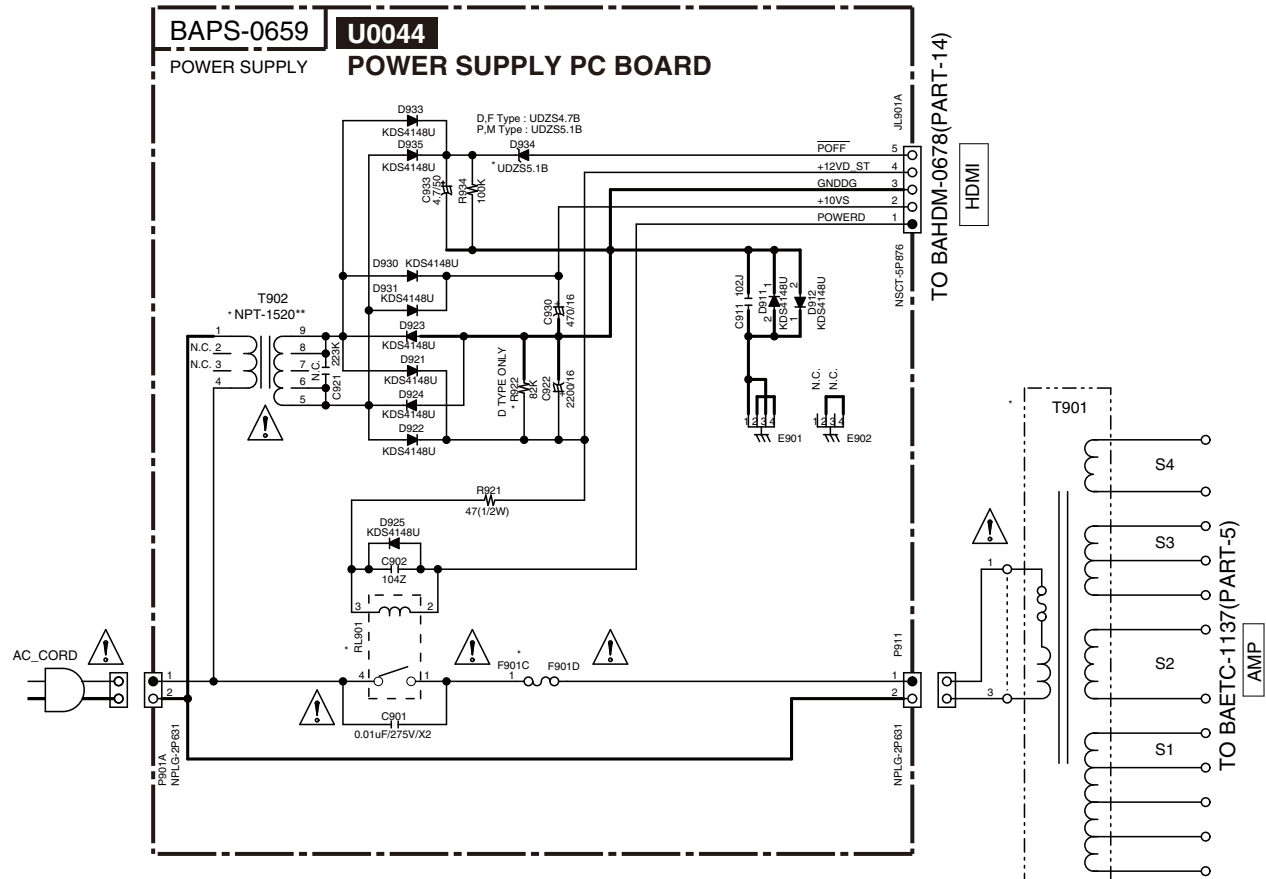 BAPS-0659
U0044
POWER SUPPLY
POWER SUPPLY PC BOARD
D933
KDS4148U
D935
KDS4148U
D,F Type : UDZS4.7B
P,M Type : UDZS5.1B
D934
* UDZS5.1B
C933
4.7/50
R934
100K
JL901A
POFF
5
+12VD_ST
4
GNDDG
3
+10VS
2
POWERD
1
NSCT-5P876
TO BAHDM-0678(PART-14)
HDMI
D930 KDS4148U
D931
KDS4148U
T902
* NPT-1520**
1
N.C. 2
N.C. 3
4
9
8
7
6
5
N.C.
223K
C921
D923
KDS4148U
D921
KDS4148U
D924
KDS4148U
D922
KDS4148U
C930
470/16
D TYPE ONLY
* R922
82K
C922
2200/16
C911 102J
D911 1
2 KDS4148U
D912 2
1 KDS4148U
N.C.
N.C.
1 2 3 4
E901
1 2 3 4
E902
R921
47(1/2W)
D925
KDS4148U
C902
104Z
3
2
* RL901
4
1
C901
0.01uF/275V/X2
*
F901C
1
F901D
AC_CORD
1
2
P901A
NPLG-2P631
P911
1
2
NPLG-2P631
*
T901
1
3
S4
S3
S2
S1
TO BAETC-1137(PART-5)
AMP